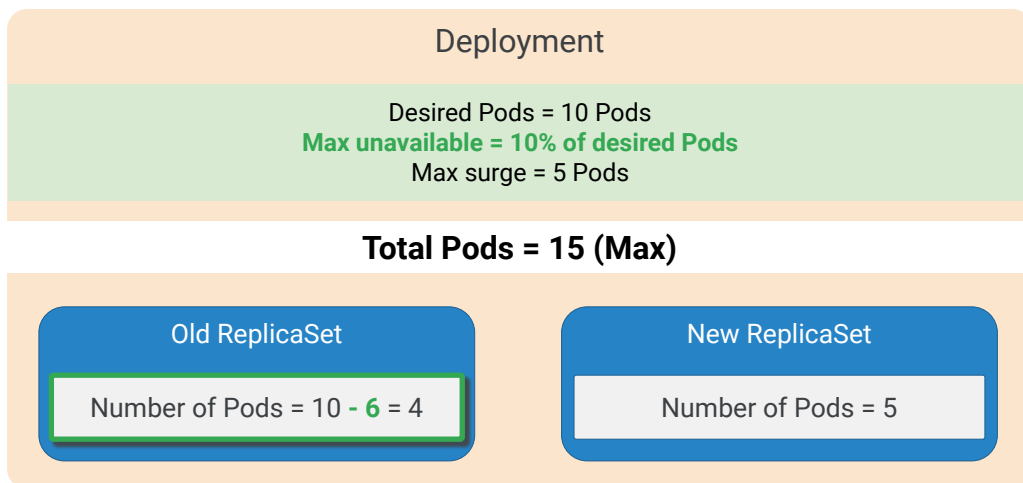 Deployment
Desired Pods = 10 Pods
Max unavailable = 10% of desired Pods
Max surge = 5 Pods
Total Pods = 15 (Max)
Old ReplicaSet
Number of Pods = 10 - 6 = 4
New ReplicaSet
Number of Pods = 5